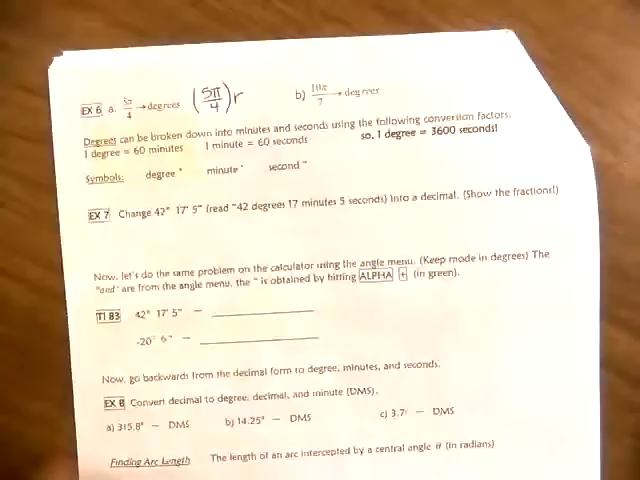 EX 6 a. 5π/4 → degrees (5π/4)r b) 10π/7 → degrees
Degrees can be broken down into minutes and seconds using the following conversion factors.
1 degree = 60 minutes 1 minute = 60 seconds so, 1 degree = 3600 seconds!
Symbols: degree ° minute ' second "
EX 7 Change 42° 17' 5" (read "42 degrees 17 minutes 5 seconds) into a decimal. (Show the fractions!)
Now, let's do the same problem on the calculator using the angle menu. (Keep mode in degrees) The
°and ' are from the angle menu, the " is obtained by hitting ALPHA + (in green).
TI 83 42° 17' 5" =
-20° 6" =
Now, go backwards from the decimal form to degree, minutes, and seconds.
EX 8 Convert decimal to degree, decimal, and minute (DMS).
a) 315.8° = DMS b) 14.25° = DMS c) 3.7 = DMS
Finding Arc Length The length of an arc intercepted by a central angle θ (in radians)